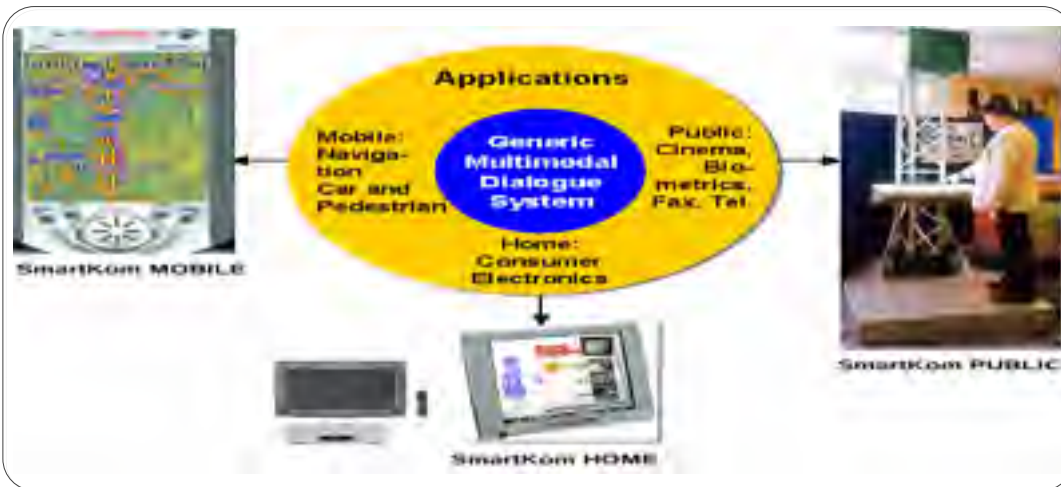 Applications
Mobile:
Naviga-
tion
Car and
Pedestrian
Generic
Multimodal
Dialogue
System
Public:
Cinema,
Bio-
metrics,
Fax, Tel.
Home:
Consumer
Electronics
SmartKom MOBILE
SmartKom PUBLIC
SmartKom HOME